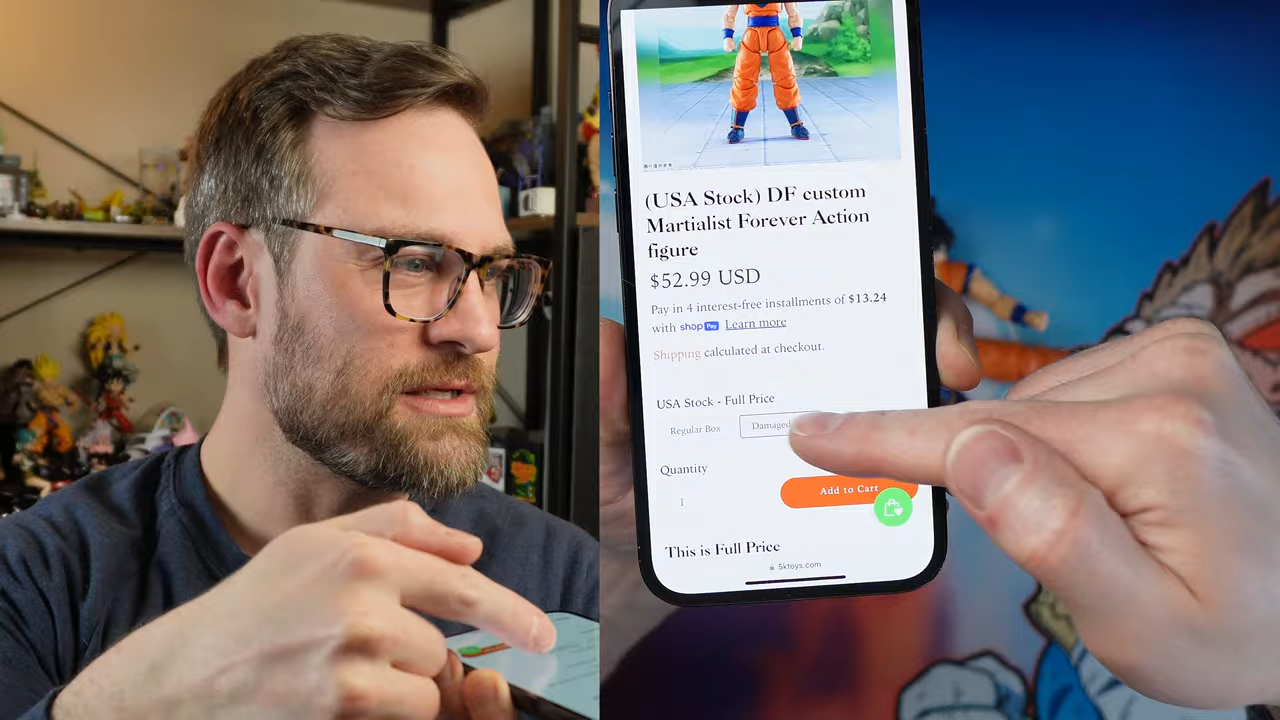 (USA Stock) DF custom
Martialist Forever Action
figure
$52.99 USD
Pay in 4 interest-free installments of $13.24
with shop Pay Learn more
Shipping calculated at checkout.
USA Stock - Full Price
Regular Box Damaged
Quantity
1
Add to Cart
This is Full Price
5ktoys.com